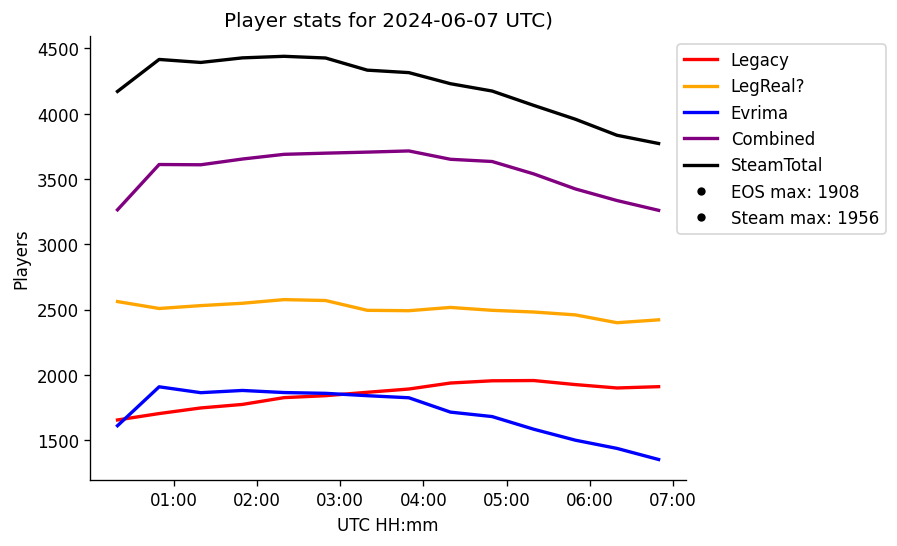 Player stats for 2024-06-07 UTC)
Players
4500
4000
3500
3000
2500
2000
1500
01:00 02:00 03:00 04:00 05:00 06:00 07:00
UTC HH:mm
Legacy
LegReal?
Evrima
Combined
SteamTotal
EOS max: 1908
Steam max: 1956